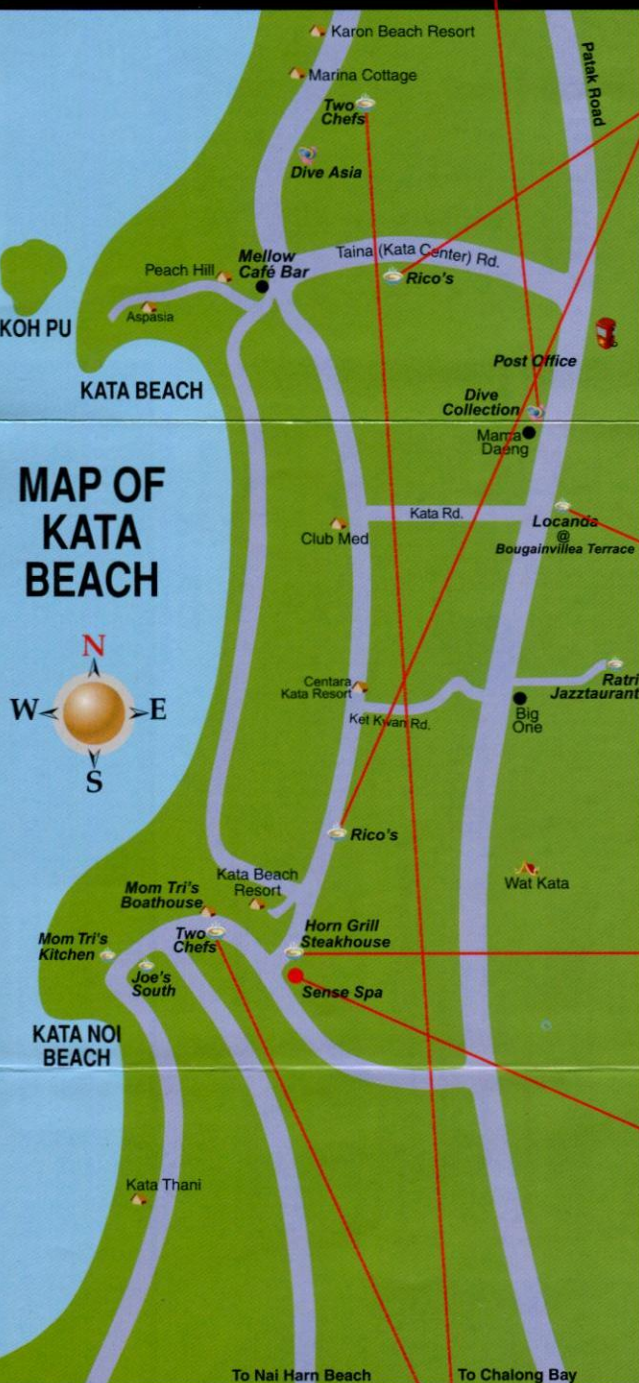 Karon Beach Resort
Marina Cottage
Patak Road
Two
Chefs
Dive Asia
Mellow
Café Bar
Taina (Kata Center) Rd.
Peach Hill
Rico's
Aspasia
KOH PU
Post Office
KATA BEACH
Dive
Collection
Mama
Daeng
MAP OF
KATA
BEACH
Kata Rd.
Locanda
@
Bougainvillea Terrace
Club Med
N
W
E
S
Centara
Kata Resort
Ratri
Jazztaurant
Ket Kwan Rd.
Big
One
Rico's
Kata Beach
Resort
Wat Kata
Mom Tri's
Boathouse
Two
Chefs
Horn Grill
Steakhouse
Mom Tri's
Kitchen
Joe's
South
Sense Spa
KATA NOI
BEACH
Kata Thani
To Nai Harn Beach
To Chalong Bay